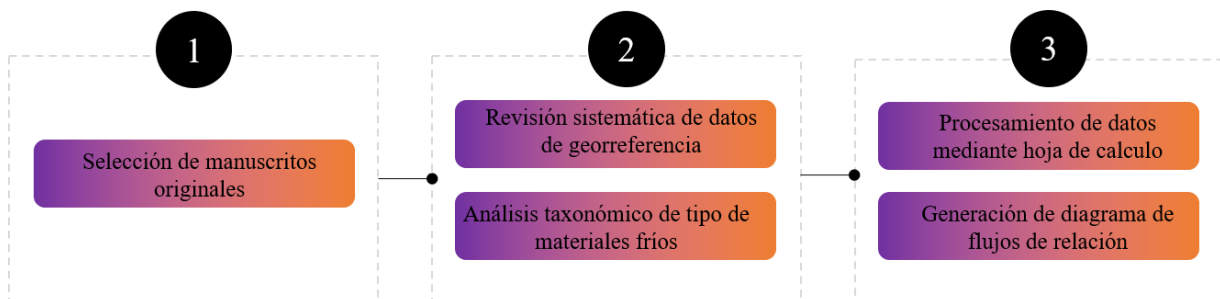 1
Selección de manuscritos
originales
2
Revisión sistemática de datos
de georreferencia
Análisis taxonómico de tipo de
materiales fríos
3
Procesamiento de datos
mediante hoja de calculo
Generación de diagrama de
flujos de relación